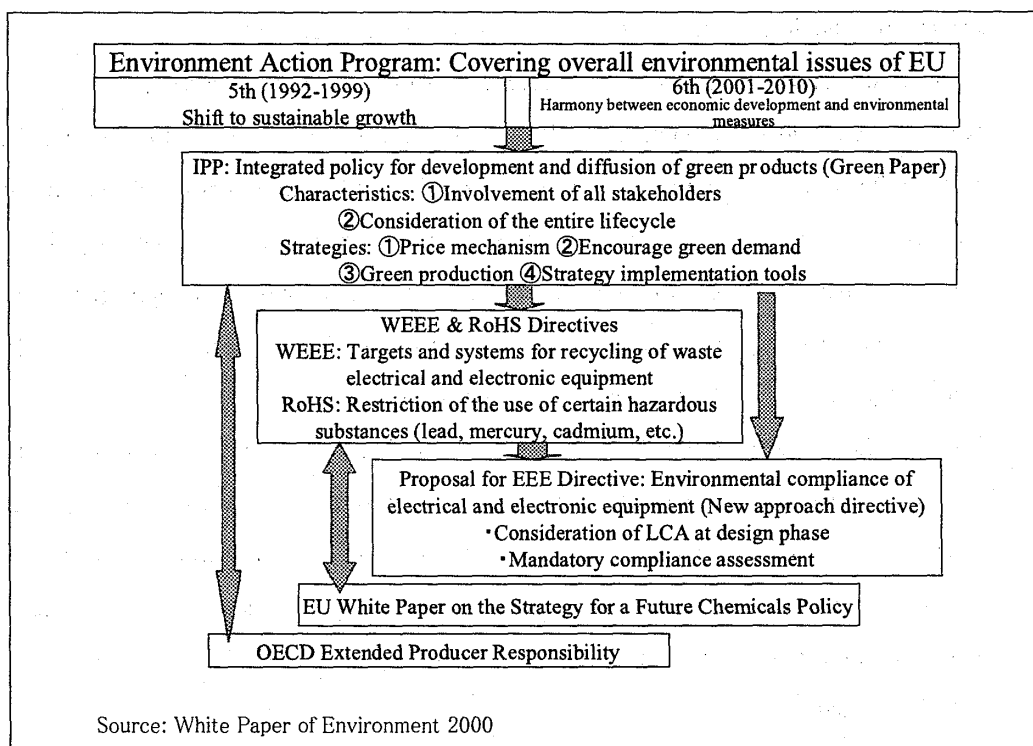 Environment Action Program: Covering overall environmental issues of EU
5th (1992-1999)
Shift to sustainable growth
6th (2001-2010)
Harmony between economic development and environmental
measures
IPP: Integrated policy for development and diffusion of green products (Green Paper)
Characteristics: ①Involvement of all stakeholders
②Consideration of the entire lifecycle
Strategies: ①Price mechanism ②Encourage green demand
③Green production ④Strategy implementation tools
WEEE & RoHS Directives
WEEE: Targets and systems for recycling of waste
electrical and electronic equipment
RoHS: Restriction of the use of certain hazardous
substances (lead, mercury, cadmium, etc.)
Proposal for EEE Directive: Environmental compliance of
electrical and electronic equipment (New approach directive)
・Consideration of LCA at design phase
・Mandatory compliance assessment
EU White Paper on the Strategy for a Future Chemicals Policy
OECD Extended Producer Responsibility
Source: White Paper of Environment 2000